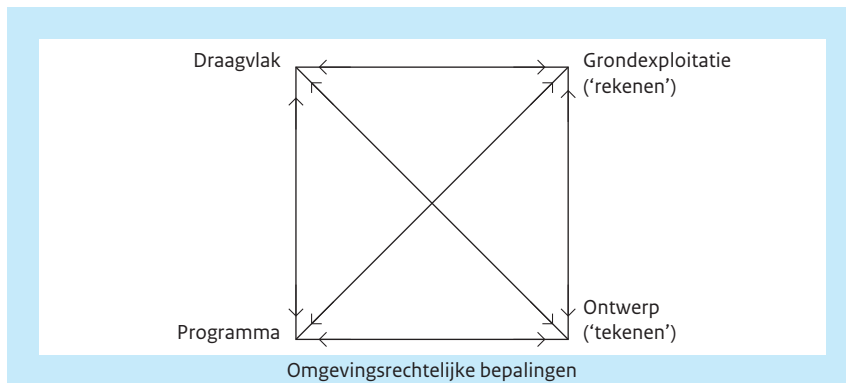 Draagvlak
Grondexploitatie
(‘rekenen’)
Programma
Ontwerp
(‘tekenen’)
Omgevingsrechtelijke bepalingen